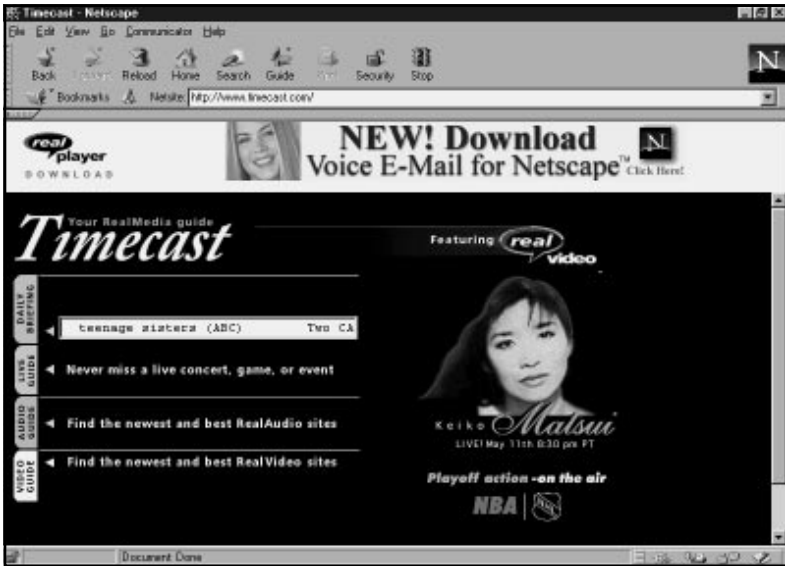 Timecast - Netscape
File Edit View Go Communicator Help
Back Reload Home Search Guide Security Stop
Bookmarks Netsite: http://www.timecast.com/
N
real player
DOWNLOAD
NEW! Download
Voice E-Mail for Netscape™
N
Click Here!
Your RealMedia guide
Timecast
Featuring real video
DAILY BRIEFING
teenage sisters (ABC) Two CA
LIVE GUIDE
Never miss a live concert, game, or event
AUDIO GUIDE
Find the newest and best RealAudio sites
VIDEO GUIDE
Find the newest and best RealVideo sites
Keiko Matsui
LIVE! May 11th 8:30 pm PT
Playoff action -on the air
NBA
Document Done